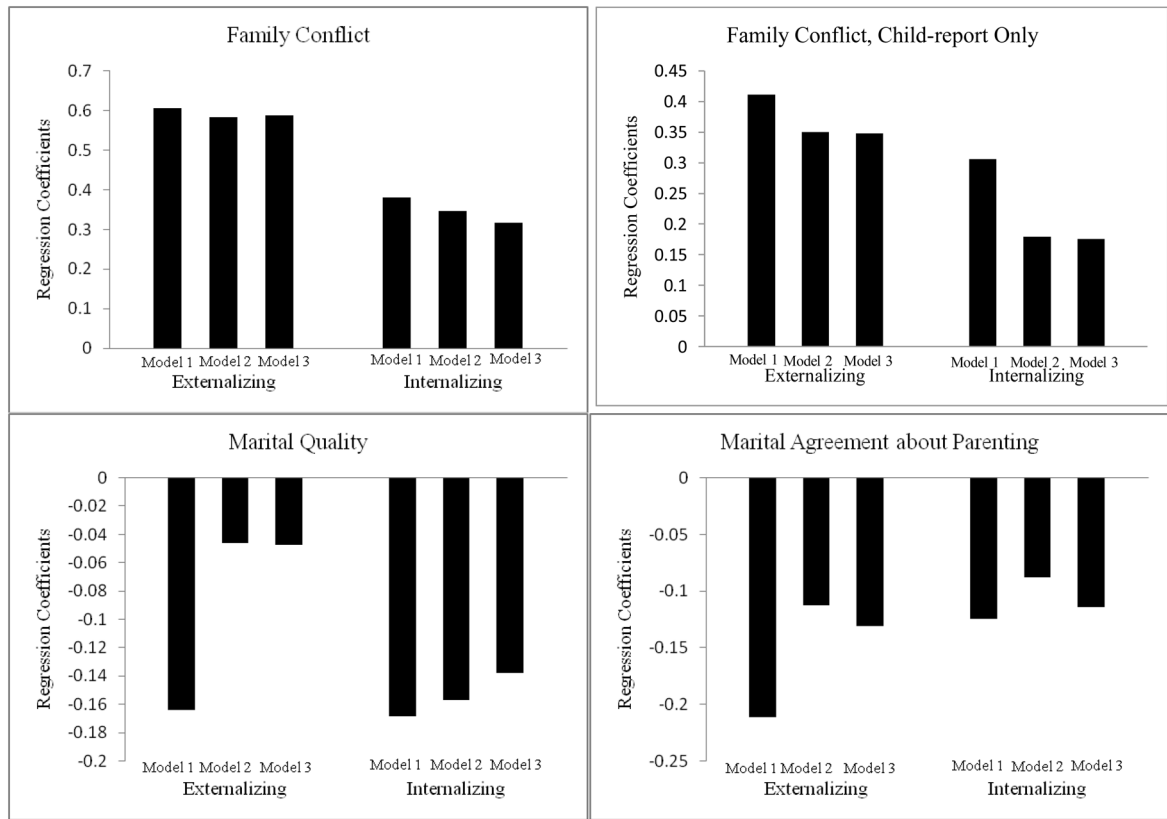 Family Conflict
Regression Coefficients
0.7
0.6
0.5
0.4
0.3
0.2
0.1
0
Model 1 Model 2 Model 3 Model 1 Model 2 Model 3
Externalizing Internalizing
Family Conflict, Child-report Only
Regression Coefficients
0.45
0.4
0.35
0.3
0.25
0.2
0.15
0.1
0.05
0
Model 1 Model 2 Model 3 Model 1 Model 2 Model 3
Externalizing Internalizing
Marital Quality
Regression Coefficients
0
-0.02
-0.04
-0.06
-0.08
-0.1
-0.12
-0.14
-0.16
-0.18
-0.2
Model 1 Model 2 Model 3 Model 1 Model 2 Model 3
Externalizing Internalizing
Marital Agreement about Parenting
Regression Coefficients
0
-0.05
-0.1
-0.15
-0.2
-0.25
Model 1 Model 2 Model 3 Model 1 Model 2 Model 3
Externalizing Internalizing